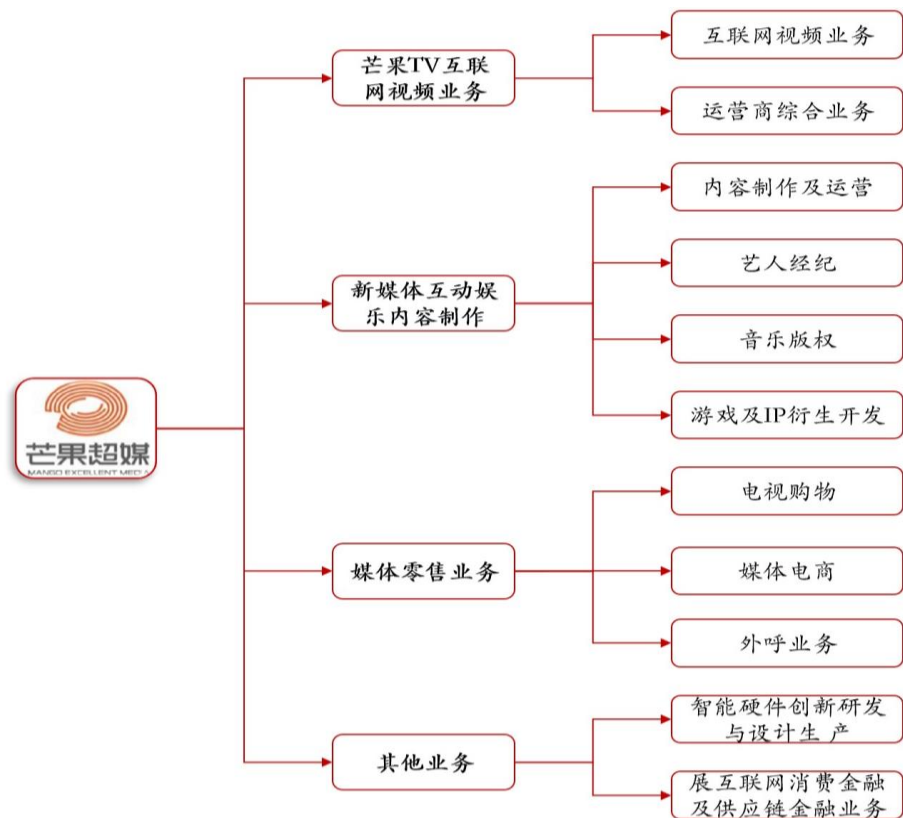 互联网视频业务
芒果TV互联
网视频业务
运营商综合业务
内容制作及运营
艺人经纪
新媒体互动娱
乐内容制作
音乐版权
游戏及IP衍生开发
芒果超媒
MANGO EXCELLENT MEDIA
电视购物
媒体零售业务
媒体电商
外呼业务
智能硬件创新研发
与设计生 产
其他业务
展互联网消费金融
及供应链金融业务